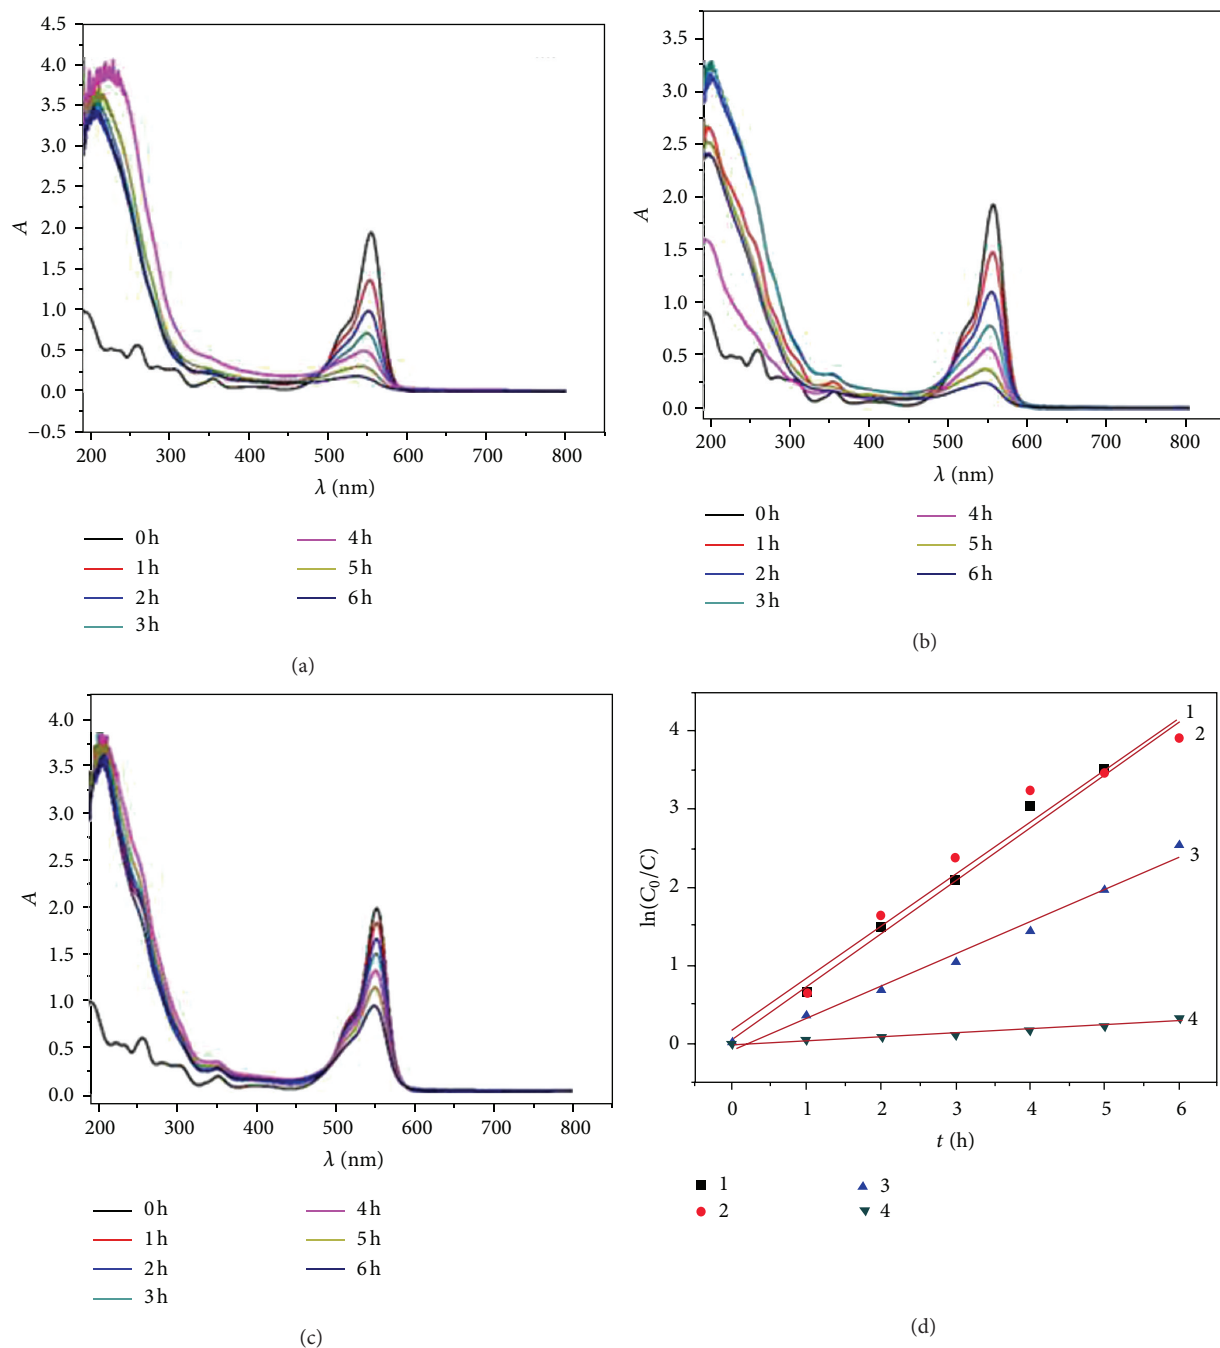 4.5
4.0
3.5
3.0
2.5
2.0
1.5
1.0
0.5
0.0
−0.5
A
200 300 400 500 600 700 800
λ (nm)
0 h
1 h
2 h
3 h
4 h
5 h
6 h
(a)
3.5
3.0
2.5
2.0
1.5
1.0
0.5
0.0
A
200 300 400 500 600 700 800
λ (nm)
0 h
1 h
2 h
3 h
4 h
5 h
6 h
(b)
4.0
3.5
3.0
2.5
2.0
1.5
1.0
0.5
0.0
A
200 300 400 500 600 700 800
λ (nm)
0 h
1 h
2 h
3 h
4 h
5 h
6 h
(c)
4
3
2
1
0
ln(C₀/C)
1
2
3
4
0 1 2 3 4 5 6
t (h)
1
2
3
4
(d)